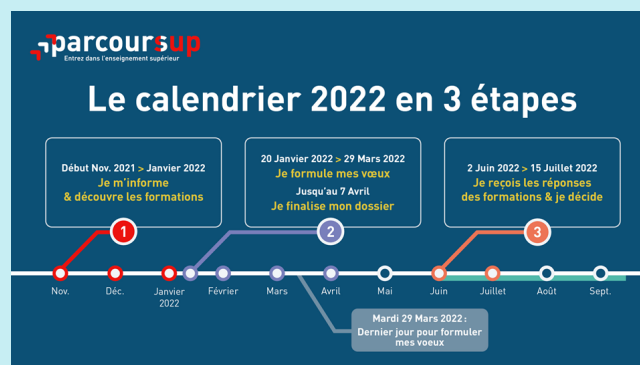 parcoursup
Entrez dans l'enseignement supérieur
Le calendrier 2022 en 3 étapes
Début Nov. 2021 > Janvier 2022
Je m'informe
& découvre les formations
1
20 Janvier 2022 > 29 Mars 2022
Je formule mes vœux
Jusqu'au 7 Avril
Je finalise mon dossier
2
2 Juin 2022 > 15 Juillet 2022
Je reçois les réponses
des formations & je décide
3
Nov.
Déc.
Janvier
2022
Février
Mars
Avril
Mai
Juin
Juillet
Août
Sept.
Mardi 29 Mars 2022 :
Dernier jour pour formuler
mes voeux